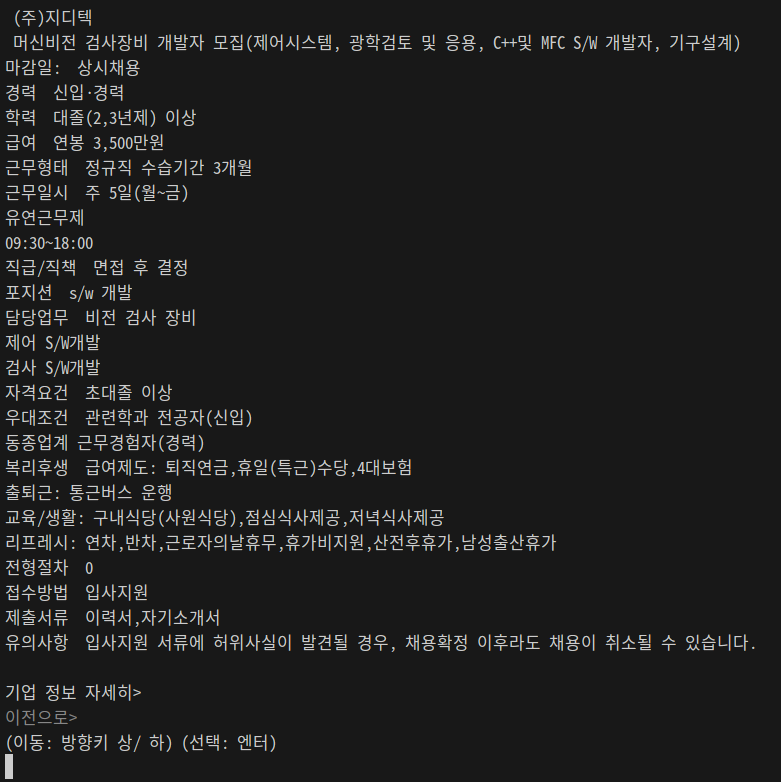 (주)지디텍
머신비전 검사장비 개발자 모집(제어시스템, 광학검토 및 응용, C++및 MFC S/W 개발자, 기구설계)
마감일:  상시채용
경력  신입·경력
학력  대졸(2,3년제) 이상
급여  연봉 3,500만원
근무형태  정규직 수습기간 3개월
근무일시  주 5일(월~금)
유연근무제
09:30~18:00
직급/직책  면접 후 결정
포지션  s/w 개발
담당업무  비전 검사 장비
제어 S/W개발
검사 S/W개발
자격요건  초대졸 이상
우대조건  관련학과 전공자(신입)
동종업계 근무경험자(경력)
복리후생  급여제도: 퇴직연금,휴일(특근)수당,4대보험
출퇴근: 통근버스 운행
교육/생활: 구내식당(사원식당),점심식사제공,저녁식사제공
리프레시: 연차,반차,근로자의날휴무,휴가비지원,산전후휴가,남성출산휴가
전형절차  0
접수방법  입사지원
제출서류  이력서,자기소개서
유의사항  입사지원 서류에 허위사실이 발견될 경우, 채용확정 이후라도 채용이 취소될 수 있습니다.
기업 정보 자세히>
이전으로>
(이동: 방향키 상/ 하) (선택: 엔터)